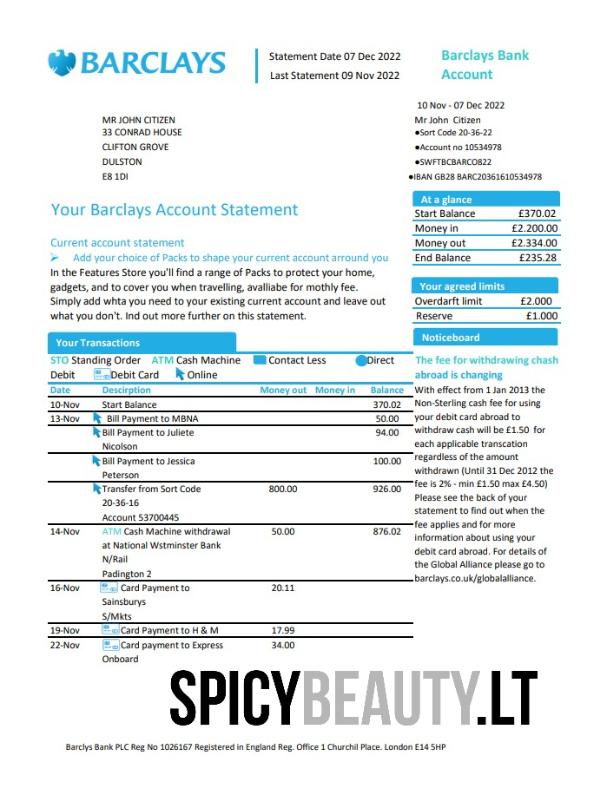 BARCLAYS
Statement Date 07 Dec 2022
Last Statement 09 Nov 2022
Barclays Bank
Account
10 Nov - 07 Dec 2022
MR JOHN CITIZEN
33 CONRAD HOUSE
CLIFTON GROVE
DULSTON
E8 1DI
Mr John Citizen
●Sort Code 20-36-22
●Account no 10534978
●SWFTBCBARCO822
●IBAN GB28 BARC20361610534978
Your Barclays Account Statement
Current account statement
➢ Add your choice of Packs to shape your current account arround you
In the Features Store you'll find a range of Packs to protect your home,
gadgets, and to cover you when travelling, avalliabe for mothly fee.
Simply add whta you need to your existing current account and leave out
what you don't. Ind out more further on this statement.
At a glance
Start Balance £370.02
Money in £2.200.00
Money out £2.334.00
End Balance £235.28
Your agreed limits
Overdarft limit £2.000
Reserve £1.000
Your Transactions
STO Standing Order ATM Cash Machine Contact Less Direct
Debit Debit Card Online
Date Desciription Money out Money in Balance
10-Nov Start Balance 370.02
13-Nov Bill Payment to MBNA 50.00
Bill Payment to Juliete 94.00
Nicolson
Bill Payment to Jessica 100.00
Peterson
Transfer from Sort Code 800.00 926.00
20-36-16
Account 53700445
14-Nov ATM Cash Machine withdrawal 50.00 876.02
at National Wstminster Bank
N/Rail
Padington 2
16-Nov Card Payment to 20.11
Sainsburys
S/Mkts
19-Nov Card Payment to H & M 17.99
22-Nov Card payment to Express 34.00
Onboard
Noticeboard
The fee for withdrawing chash
abroad is changing
With effect from 1 Jan 2013 the
Non-Sterling cash fee for using
your debit card abroad to
withdraw cash will be £1.50 for
each applicable transcation
regardless of the amount
withdrawn (Until 31 Dec 2012 the
fee is 2% - min £1.50 max £4.50)
Please see the back of your
statement to find out when the
fee applies and for more
information about using your
debit card abroad. For details of
the Global Alliance please go to
barclays.co.uk/globalalliance.
SPICYBEAUTY.LT
Barclys Bank PLC Reg No 1026167 Registered in England Reg. Office 1 Churchil Place. London E14 5HP